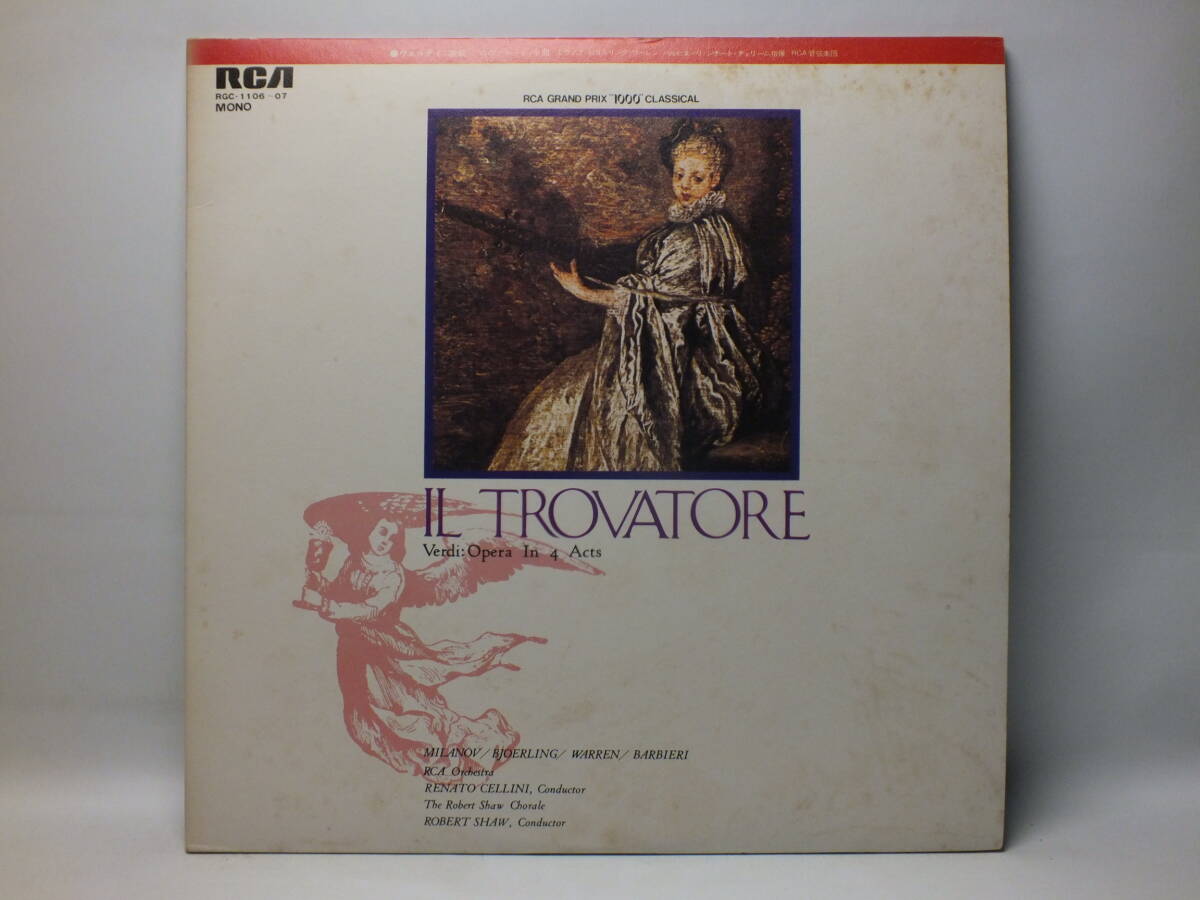 RCA
RGC-1106~07
MONO
RCA GRAND PRIX "1000" CLASSICAL
IL TROVATORE
Verdi: Opera In 4 Acts
MILANOV/BJOERLING/WARREN/BARBIERI
RCA Orchestra
RENATO CELLINI, Conductor
The Robert Shaw Chorale
ROBERT SHAW, Conductor